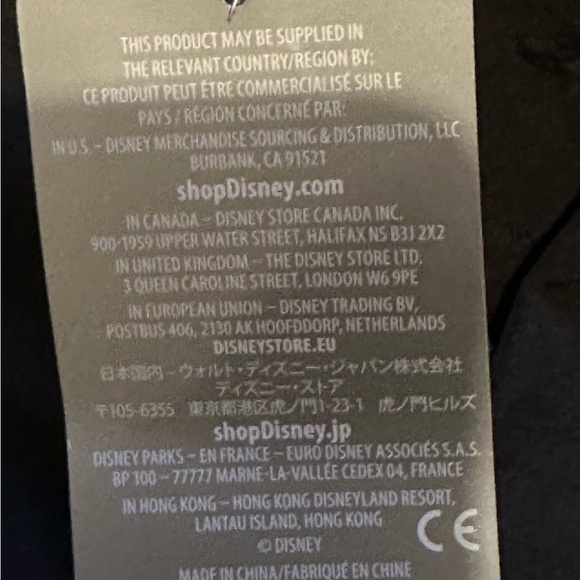 THIS PRODUCT MAY BE SUPPLIED IN
THE RELEVANT COUNTRY/REGION BY:
CE PRODUIT PEUT ÊTRE COMMERCIALISÉ SUR LE
PAYS / RÉGION CONCERNÉ PAR:
IN U.S. – DISNEY MERCHANDISE SOURCING & DISTRIBUTION, LLC
BURBANK, CA 91521
shopDisney.com
IN CANADA – DISNEY STORE CANADA INC.
900-1959 UPPER WATER STREET, HALIFAX NS B3J 2X2
IN UNITED KINGDOM – THE DISNEY STORE LTD.
3 QUEEN CAROLINE STREET, LONDON W6 9PE
IN EUROPEAN UNION – DISNEY TRADING BV,
POSTBUS 406, 2130 AK HOOFDDORP, NETHERLANDS
DISNEYSTORE.EU
日本国内–ウォルト・ディズニー・ジャパン株式会社
ディズニー・ストア
〒105-6355 東京都港区虎ノ門1-23-1 虎ノ門ヒルズ
shopDisney.jp
DISNEY PARKS – EN FRANCE – EURO DISNEY ASSOCIÉS S.A.S.
BP 100 – 77777 MARNE-LA-VALLÉE CEDEX 04, FRANCE
IN HONG KONG – HONG KONG DISNEYLAND RESORT,
LANTAU ISLAND, HONG KONG
© DISNEY
CE
MADE IN CHINA/FABRIQUÉ EN CHINE